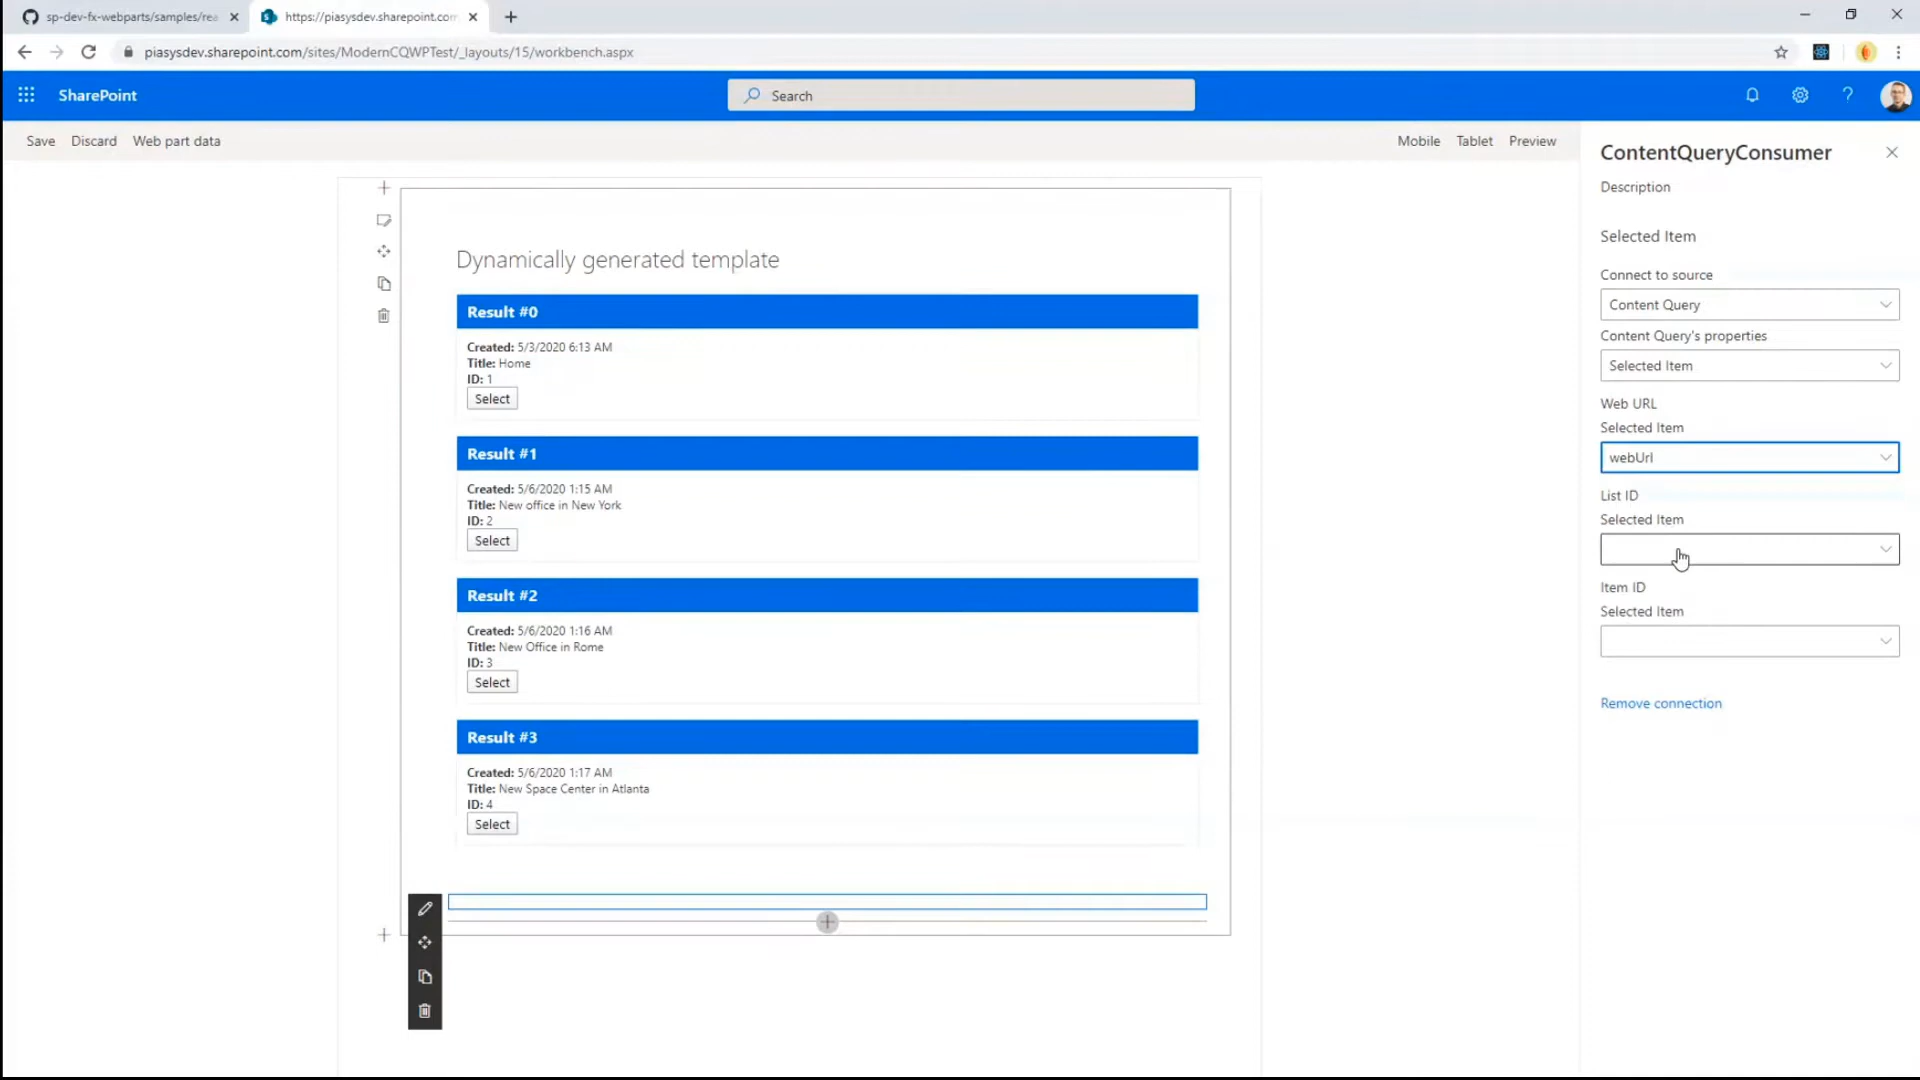 sp-dev-fx-webparts/samples/rea
https://piasysdev.sharepoint.com
piasysdev.sharepoint.com/sites/ModernCQWPTest/_layouts/15/workbench.aspx
SharePoint
Search
Save Discard Web part data
Mobile Tablet Preview
Dynamically generated template
Result #0
Created: 5/3/2020 6:13 AM
Title: Home
ID: 1
Select
Result #1
Created: 5/6/2020 1:15 AM
Title: New office in New York
ID: 2
Select
Result #2
Created: 5/6/2020 1:16 AM
Title: New Office in Rome
ID: 3
Select
Result #3
Created: 5/6/2020 1:17 AM
Title: New Space Center in Atlanta
ID: 4
Select
ContentQueryConsumer
Description
Selected Item
Connect to source
Content Query
Content Query's properties
Selected Item
Web URL
Selected Item
webUrl
List ID
Selected Item
Item ID
Selected Item
Remove connection